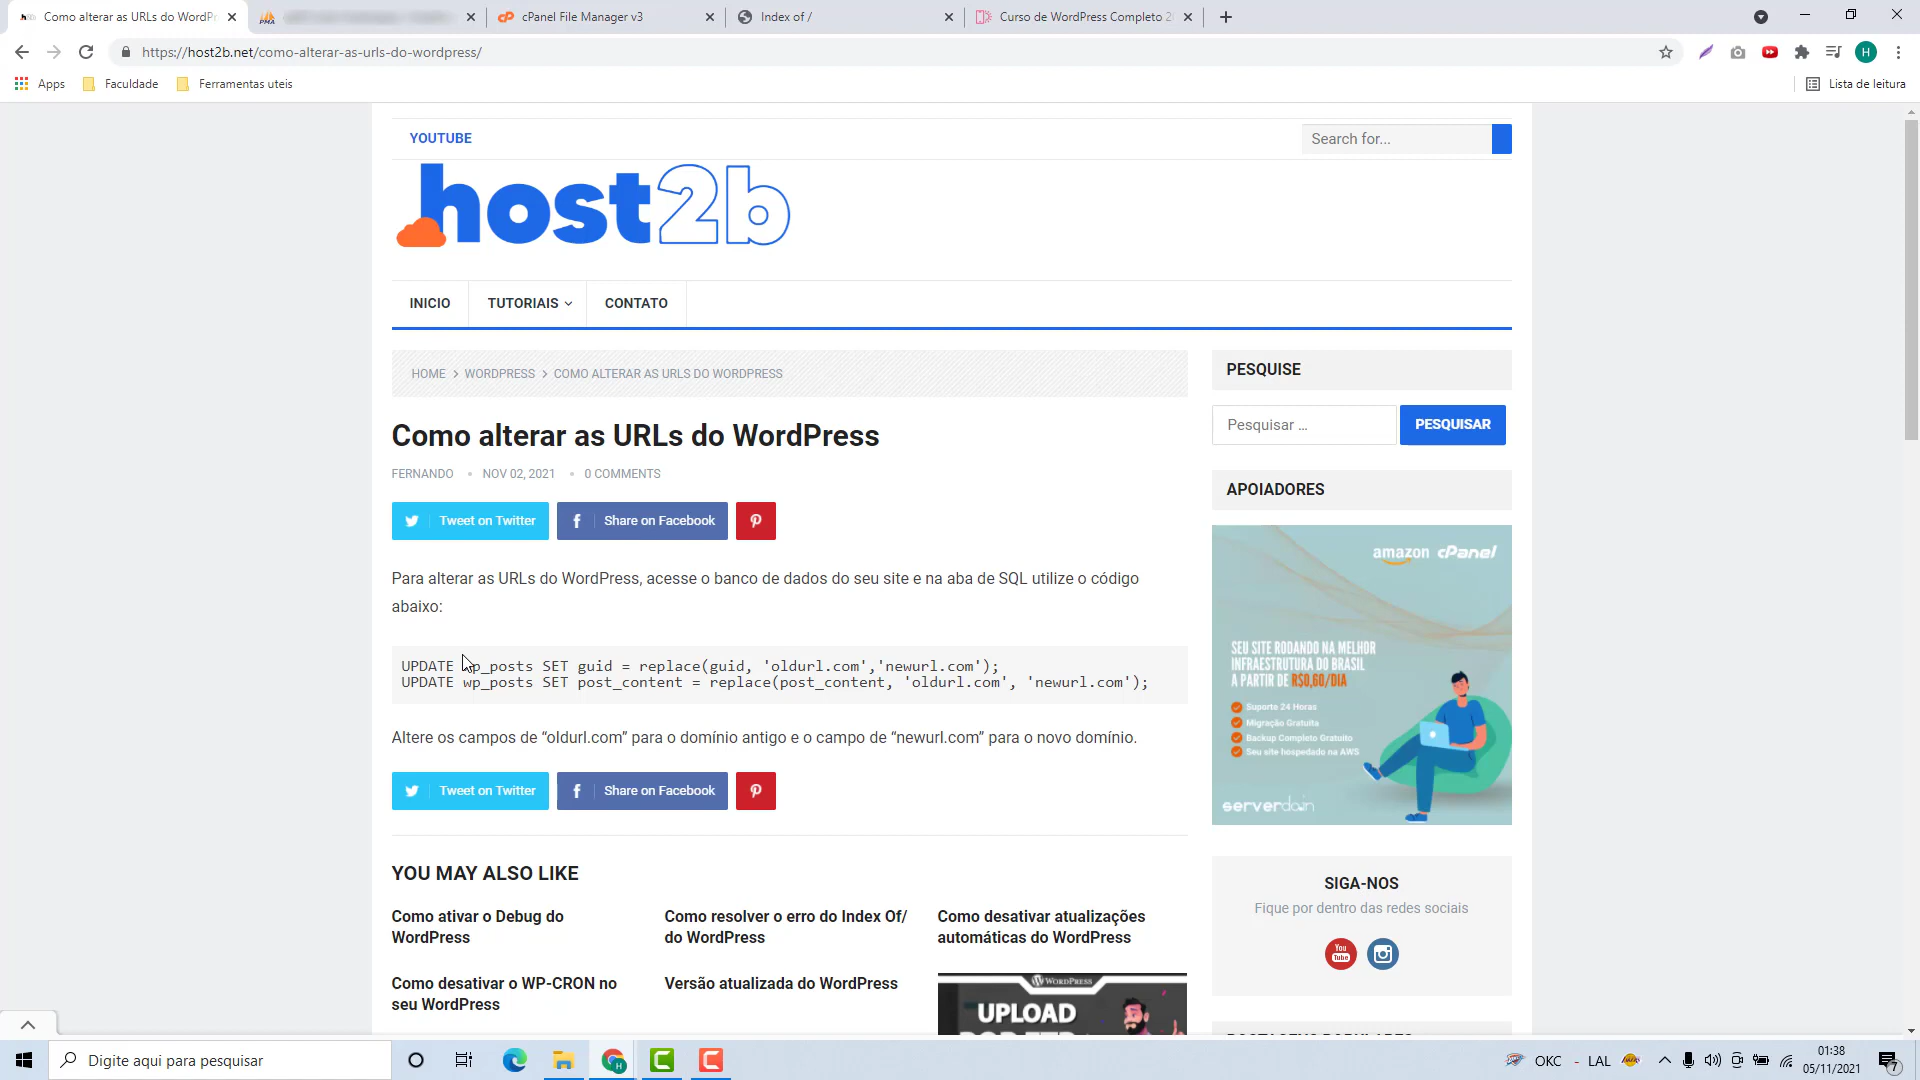 Como alterar as URLs do WordPr
cPanel File Manager v3
Index of /
Curso de WordPress Completo 2
https://host2b.net/como-alterar-as-urls-do-wordpress/
H
Apps
Faculdade
Ferramentas uteis
Lista de leitura
YOUTUBE
Search for...
host2b
INICIO
TUTORIAIS
CONTATO
HOME > WORDPRESS > COMO ALTERAR AS URLS DO WORDPRESS
Como alterar as URLs do WordPress
FERNANDO • NOV 02, 2021 • 0 COMMENTS
Tweet on Twitter
Share on Facebook
Para alterar as URLs do WordPress, acesse o banco de dados do seu site e na aba de SQL utilize o código
abaixo:
UPDATE wp_posts SET guid = replace(guid, 'oldurl.com','newurl.com');
UPDATE wp_posts SET post_content = replace(post_content, 'oldurl.com', 'newurl.com');
Altere os campos de “oldurl.com” para o domínio antigo e o campo de “newurl.com” para o novo domínio.
Tweet on Twitter
Share on Facebook
YOU MAY ALSO LIKE
Como ativar o Debug do
WordPress
Como resolver o erro do Index Of/
do WordPress
Como desativar atualizações
automáticas do WordPress
Como desativar o WP-CRON no
seu WordPress
Versão atualizada do WordPress
WORDPRESS
UPLOAD
PESQUISE
Pesquisar …
PESQUISAR
APOIADORES
amazon cPanel
SEU SITE RODANDO NA MELHOR
INFRAESTRUTURA DO BRASIL
A PARTIR DE R$0,60/DIA
Suporte 24 Horas
Migração Gratuita
Backup Completo Gratuito
Seu site hospedado na AWS
serverdo.in
SIGA-NOS
Fique por dentro das redes sociais
You
Tube
Digite aqui para pesquisar
OKC - LAL
01:38
05/11/2021
7